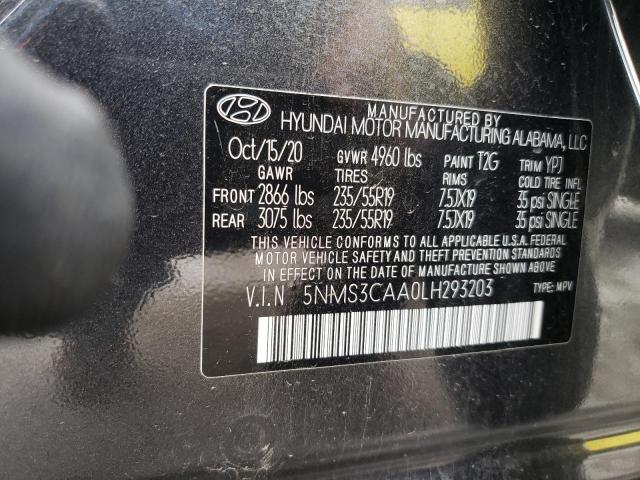 MANUFACTURED BY
HYUNDAI MOTOR MANUFACTURING ALABAMA, LLC
Oct/15/20 GVWR 4960 lbs PAINT T2G TRIM YPJ
GAWR TIRES RIMS COLD TIRE INFL
FRONT 2866 lbs 235/55R19 7.5JX19 35 psi SINGLE
REAR 3075 lbs 235/55R19 7.5JX19 35 psi SINGLE
THIS VEHICLE CONFORMS TO ALL APPLICABLE U.S.A. FEDERAL
MOTOR VEHICLE SAFETY AND THEFT PREVENTION STANDARDS
IN EFFECT ON THE DATE OF MANUFACTURE SHOWN ABOVE.
V.I.N 5NMS3CAA0LH293203 TYPE: MPV